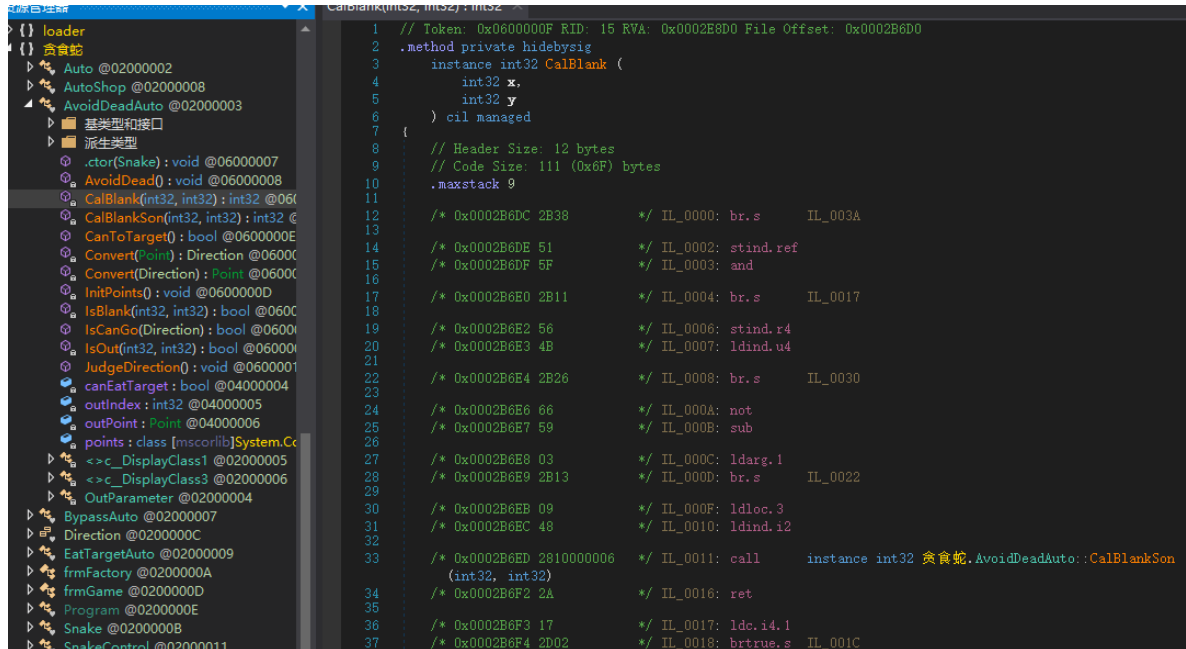 CalBlank(int32, int32) : int32 ×
{} loader
{} 贪食蛇
Auto @02000002
AutoShop @02000008
AvoidDeadAuto @02000003
基类型和接口
派生类型
.ctor(Snake) : void @06000007
AvoidDead() : void @06000008
CalBlank(int32, int32) : int32 @060
CalBlankSon(int32, int32) : int32 @
CanToTarget() : bool @0600000E
Convert(Point) : Direction @06000
Convert(Direction) : Point @06000
InitPoints() : void @0600000D
IsBlank(int32, int32) : bool @0600
IsCanGo(Direction) : bool @0600
IsOut(int32, int32) : bool @06000
JudgeDirection() : void @0600001
canEatTarget : bool @04000004
outIndex : int32 @04000005
outPoint : Point @04000006
points : class [mscorlib]System.Cc
<>c__DisplayClass1 @02000005
<>c__DisplayClass3 @02000006
OutParameter @02000004
BypassAuto @02000007
Direction @0200000C
EatTargetAuto @02000009
frmFactory @0200000A
frmGame @0200000D
Program @0200000E
Snake @0200000B
SnakeControl @02000011
1 // Token: 0x0600000F RID: 15 RVA: 0x0002E8D0 File Offset: 0x0002B6D0
2 .method private hidebysig
3 instance int32 CalBlank (
4 int32 x,
5 int32 y
6 ) cil managed
7 {
8 // Header Size: 12 bytes
9 // Code Size: 111 (0x6F) bytes
10 .maxstack 9
11
12 /* 0x0002B6DC 2B38 */ IL_0000: br.s IL_003A
13
14 /* 0x0002B6DE 51 */ IL_0002: stind.ref
15 /* 0x0002B6DF 5F */ IL_0003: and
16
17 /* 0x0002B6E0 2B11 */ IL_0004: br.s IL_0017
18
19 /* 0x0002B6E2 56 */ IL_0006: stind.r4
20 /* 0x0002B6E3 4B */ IL_0007: ldind.u4
21
22 /* 0x0002B6E4 2B26 */ IL_0008: br.s IL_0030
23
24 /* 0x0002B6E6 66 */ IL_000A: not
25 /* 0x0002B6E7 59 */ IL_000B: sub
26
27 /* 0x0002B6E8 03 */ IL_000C: ldarg.1
28 /* 0x0002B6E9 2B13 */ IL_000D: br.s IL_0022
29
30 /* 0x0002B6EB 09 */ IL_000F: ldloc.3
31 /* 0x0002B6EC 48 */ IL_0010: ldind.i2
32
33 /* 0x0002B6ED 2810000006 */ IL_0011: call instance int32 贪食蛇.AvoidDeadAuto::CalBlankSon
(int32, int32)
34 /* 0x0002B6F2 2A */ IL_0016: ret
35
36 /* 0x0002B6F3 17 */ IL_0017: ldc.i4.1
37 /* 0x0002B6F4 2D02 */ IL_0018: brtrue.s IL_001C